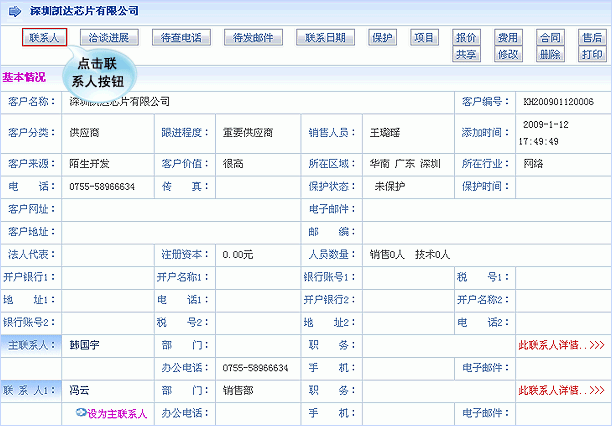 深圳凯达芯片有限公司
联系人 洽谈进展 待查电话 待发邮件 联系日期 保护 项目 报价 费用 合同 售后
共享 修改 删除 打印
点击联
系人按钮
基本情况
客户名称: 深圳凯达芯片有限公司 客户编号: KH200901120006
客户分类: 供应商 跟进程度: 重要供应商 销售人员: 王璐瑶 添加时间: 2009-1-12 17:49:49
客户来源: 陌生开发 客户价值: 很高 所在区域: 华南 广东 深圳 所在行业: 网络
电 话: 0755-58966634 传 真: 保护状态: 未保护 保护时间:
客户网址: 电子邮件:
客户地址: 邮 编:
法人代表: 注册资本: 0.00元 人员数量: 销售0人 技术0人
开户银行1: 开户名称1: 银行账号1: 税 号1:
地 址1: 电 话1: 开户银行2: 开户名称2:
银行账号2: 税 号2: 地 址2: 电 话2:
主联系人: 韩国宇 部 门: 职 务: 此联系人详情..>>>
办公电话: 0755-58966634 手 机: 电子邮件:
联 系 人1: 冯云 部 门: 销售部 职 务: 此联系人详情..>>>
设为主联系人 办公电话: 手 机: 电子邮件: